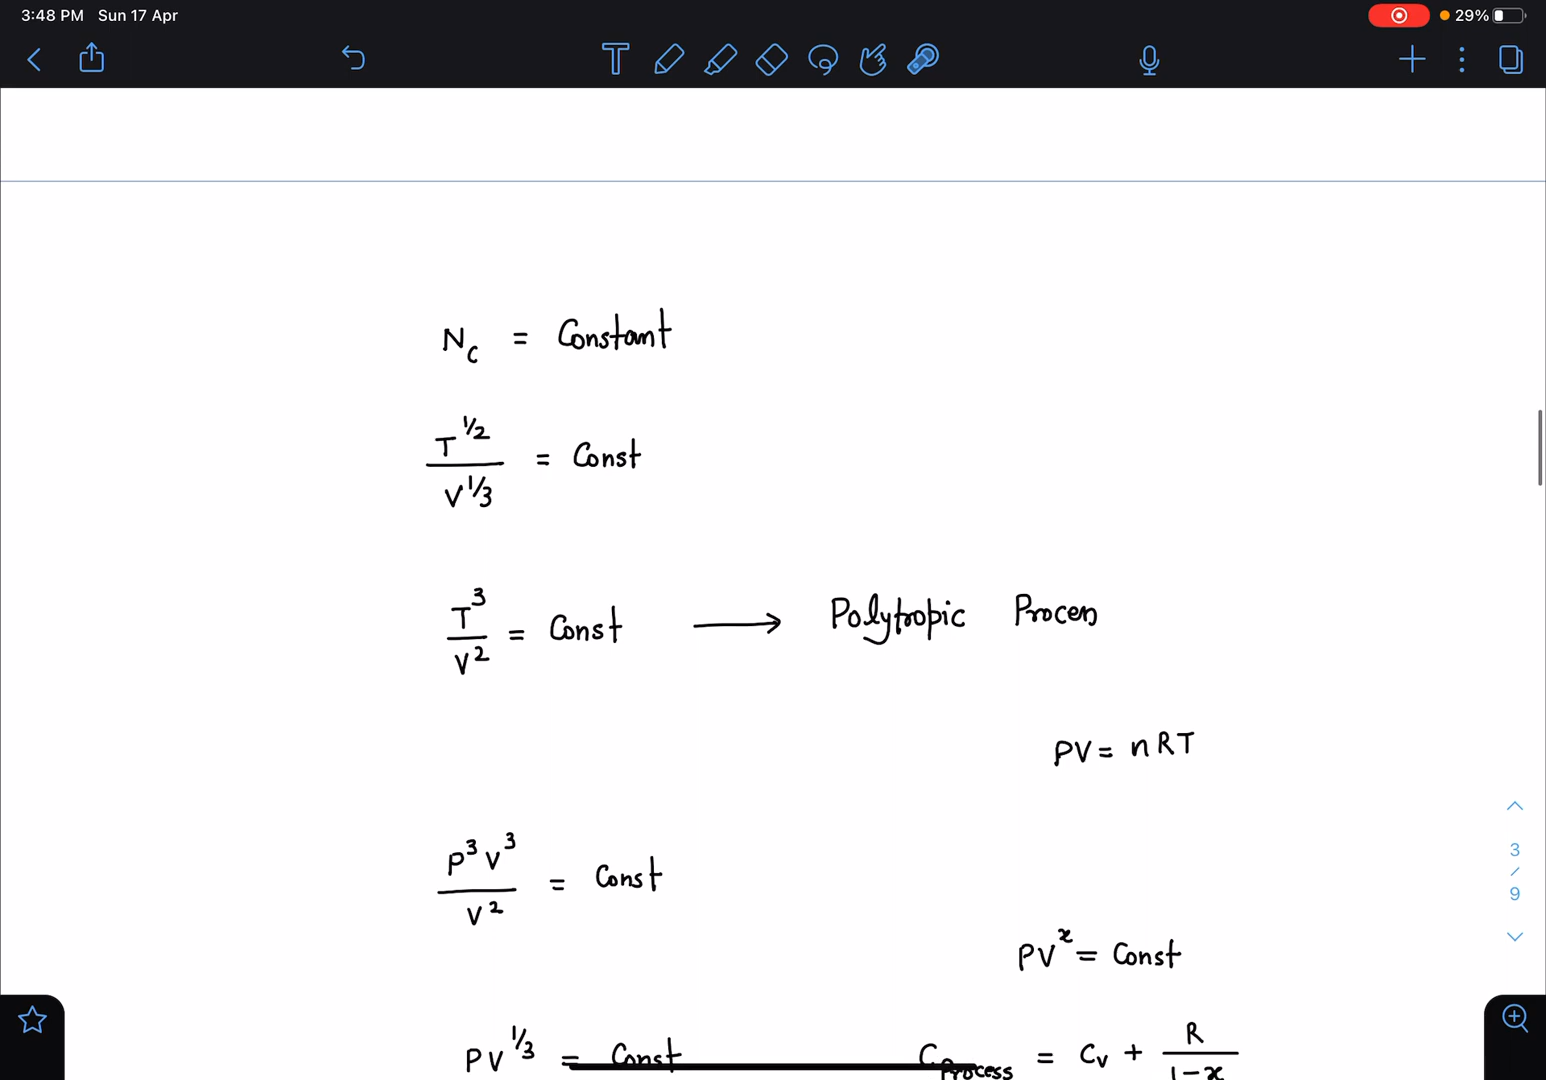 3:48 PM Sun 17 Apr
29%
N_c = Constant
T^1/2 / V^1/3 = Const
T^3 / V^2 = Const ⟶ Polytropic Process
PV = nRT
P^3 V^3 / V^2 = Const
3 / 9
PV^x = Const
PV^1/3 = Const
C_Process = C_v + R / 1-x